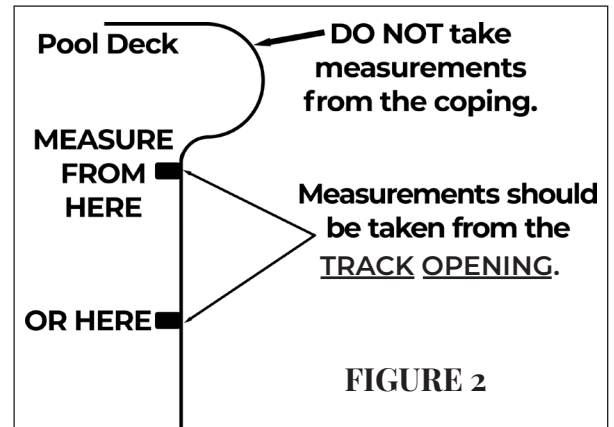 Pool Deck
DO NOT take
measurements
from the coping.
MEASURE
FROM
HERE
Measurements should
be taken from the
TRACK OPENING.
OR HERE
FIGURE 2